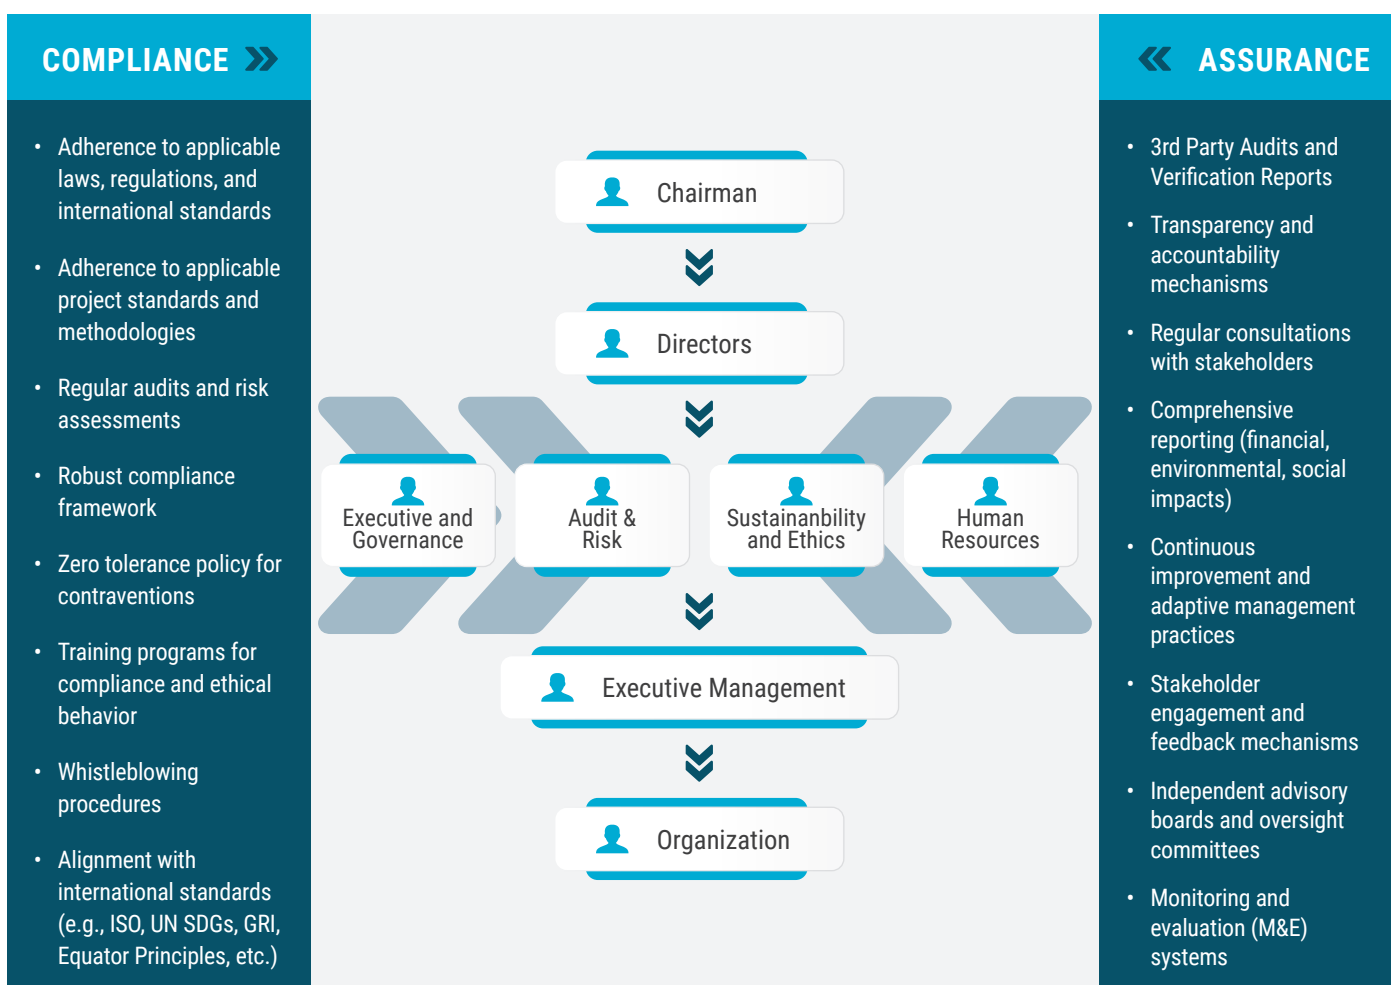 COMPLIANCE
• Adherence to applicable
laws, regulations, and
international standards
• Adherence to applicable
project standards and
methodologies
• Regular audits and risk
assessments
• Robust compliance
framework
• Zero tolerance policy for
contraventions
• Training programs for
compliance and ethical
behavior
• Whistleblowing
procedures
• Alignment with
international standards
(e.g., ISO, UN SDGs, GRI,
Equator Principles, etc.)
Chairman
Directors
Executive and
Governance
Audit &
Risk
Sustainanbility
and Ethics
Human
Resources
Executive Management
Organization
ASSURANCE
• 3rd Party Audits and
Verification Reports
• Transparency and
accountability
mechanisms
• Regular consultations
with stakeholders
• Comprehensive
reporting (financial,
environmental, social
impacts)
• Continuous
improvement and
adaptive management
practices
• Stakeholder
engagement and
feedback mechanisms
• Independent advisory
boards and oversight
committees
• Monitoring and
evaluation (M&E)
systems